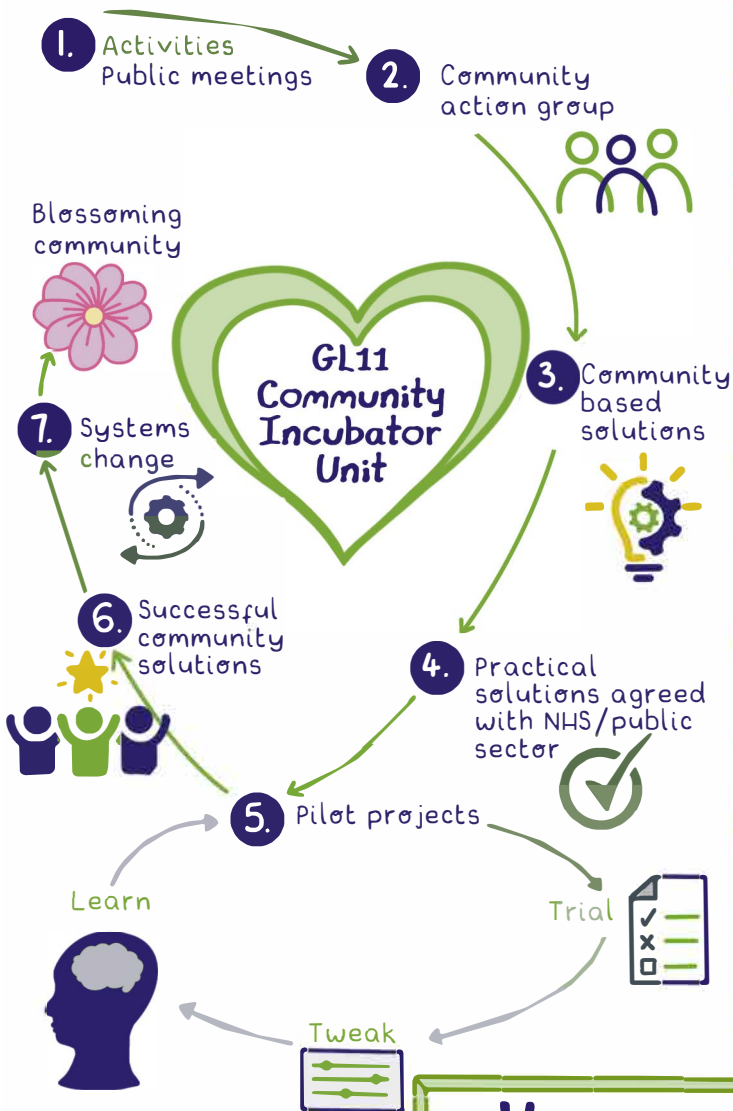 1. Activities
Public meetings
2. Community
action group
Blossoming
community
GL11
Community
Incubator
Unit
3. Community
based
solutions
7. Systems
change
6. Successful
community
solutions
4. Practical
solutions agreed
with NHS/public
sector
5. Pilot projects
Learn
Trial
Tweak